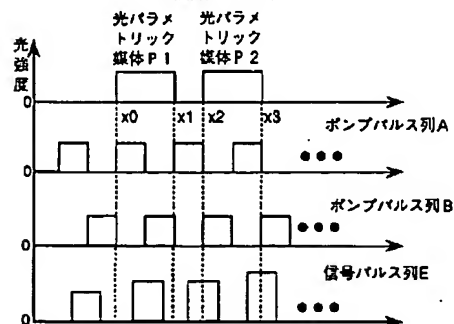 光パラメ
トリック
媒体P1
光パラメ
トリック
媒体P2
光強度
0
x0
x1
x2
x3
ポンプパルス列A
0
ポンプパルス列B
0
信号パルス列E
0